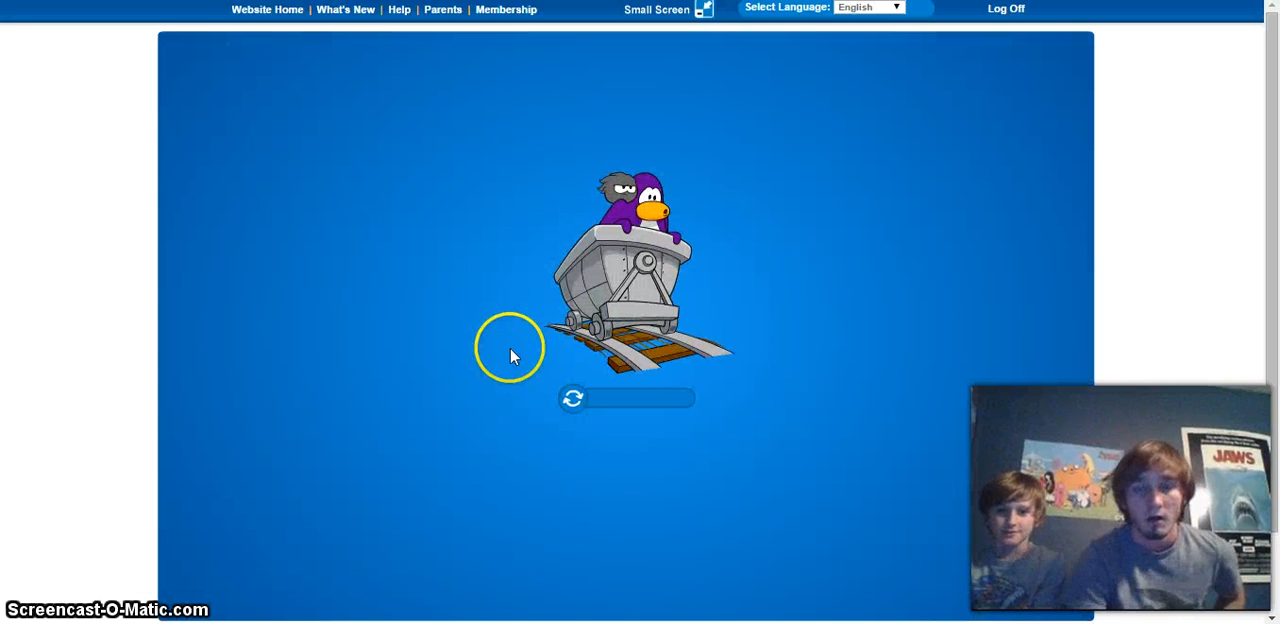 Website Home | What's New | Help | Parents | Membership Small Screen Select Language: English Log Off
JAWS
Screencast-O-Matic.com